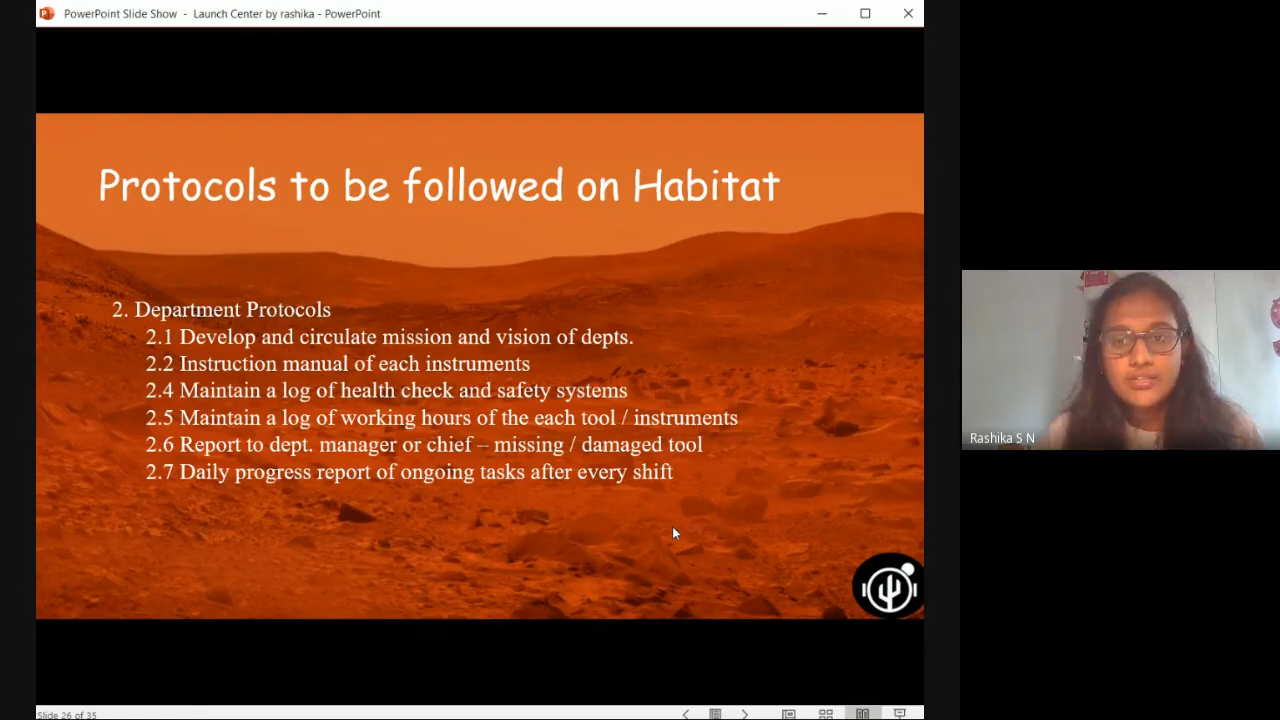 PowerPoint Slide Show - Launch Center by rashika - PowerPoint
Protocols to be followed on Habitat
2. Department Protocols
2.1 Develop and circulate mission and vision of depts.
2.2 Instruction manual of each instruments
2.4 Maintain a log of health check and safety systems
2.5 Maintain a log of working hours of the each tool / instruments
2.6 Report to dept. manager or chief – missing / damaged tool
2.7 Daily progress report of ongoing tasks after every shift
Rashika S N
Slide 26 of 35